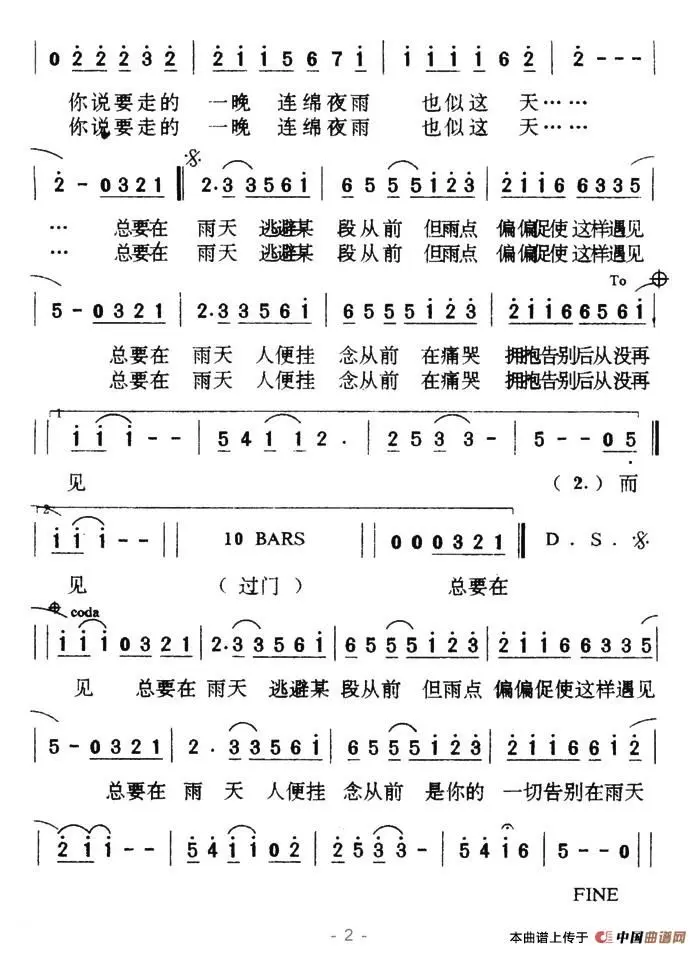 0 2 2 2 3 2 | 2 1 1 5 6 7 1 | 1 1 1 1 6 2 | 2 - - -
你说要走的 一晚 连绵夜雨 也似这 天……
你说要走的 一晚 连绵夜雨 也似这 天……
2 - 0 3 2 1 | 2. 3 3 5 6 1 | 6 5 5 5 1 2 3 | 2 1 1 6 6 3 3 5
… 总要在 雨天 逃避某 段从前 但雨点 偏偏促使这样遇见
… 总要在 雨天 逃避某 段从前 但雨点 偏偏促使这样遇见
To
5 - 0 3 2 1 | 2. 3 3 5 6 1 | 6 5 5 5 1 2 3 | 2 1 1 6 6 5 6 1
总要在 雨天 人便挂 念从前 在痛哭 拥抱告别后从没再
总要在 雨天 人便挂 念从前 在痛哭 拥抱告别后从没再
1.
1 1 1 - - | 5 4 1 1 2 . | 2 5 3 3 - | 5 - - 0 5
见 (2.)而
2.
1 1 1 - - | 10 BARS | 0 0 0 3 2 1 | D . S .
见 (过门) 总要在
coda
1 1 1 0 3 2 1 | 2. 3 3 5 6 1 | 6 5 5 5 1 2 3 | 2 1 1 6 6 3 3 5
见 总要在 雨天 逃避某 段从前 但雨点 偏偏促使这样遇见
5 - 0 3 2 1 | 2 . 3 3 5 6 1 | 6 5 5 5 1 2 3 | 2 1 1 6 6 1 2
总要在 雨 天 人便挂 念从前 是你的 一切告别在雨天
2 1 1 - - | 5 4 1 1 0 2 | 2 5 3 3 - | 5 4 1 6 | 5 - - 0
FINE
- 2 -
本曲谱上传于 中国曲谱网